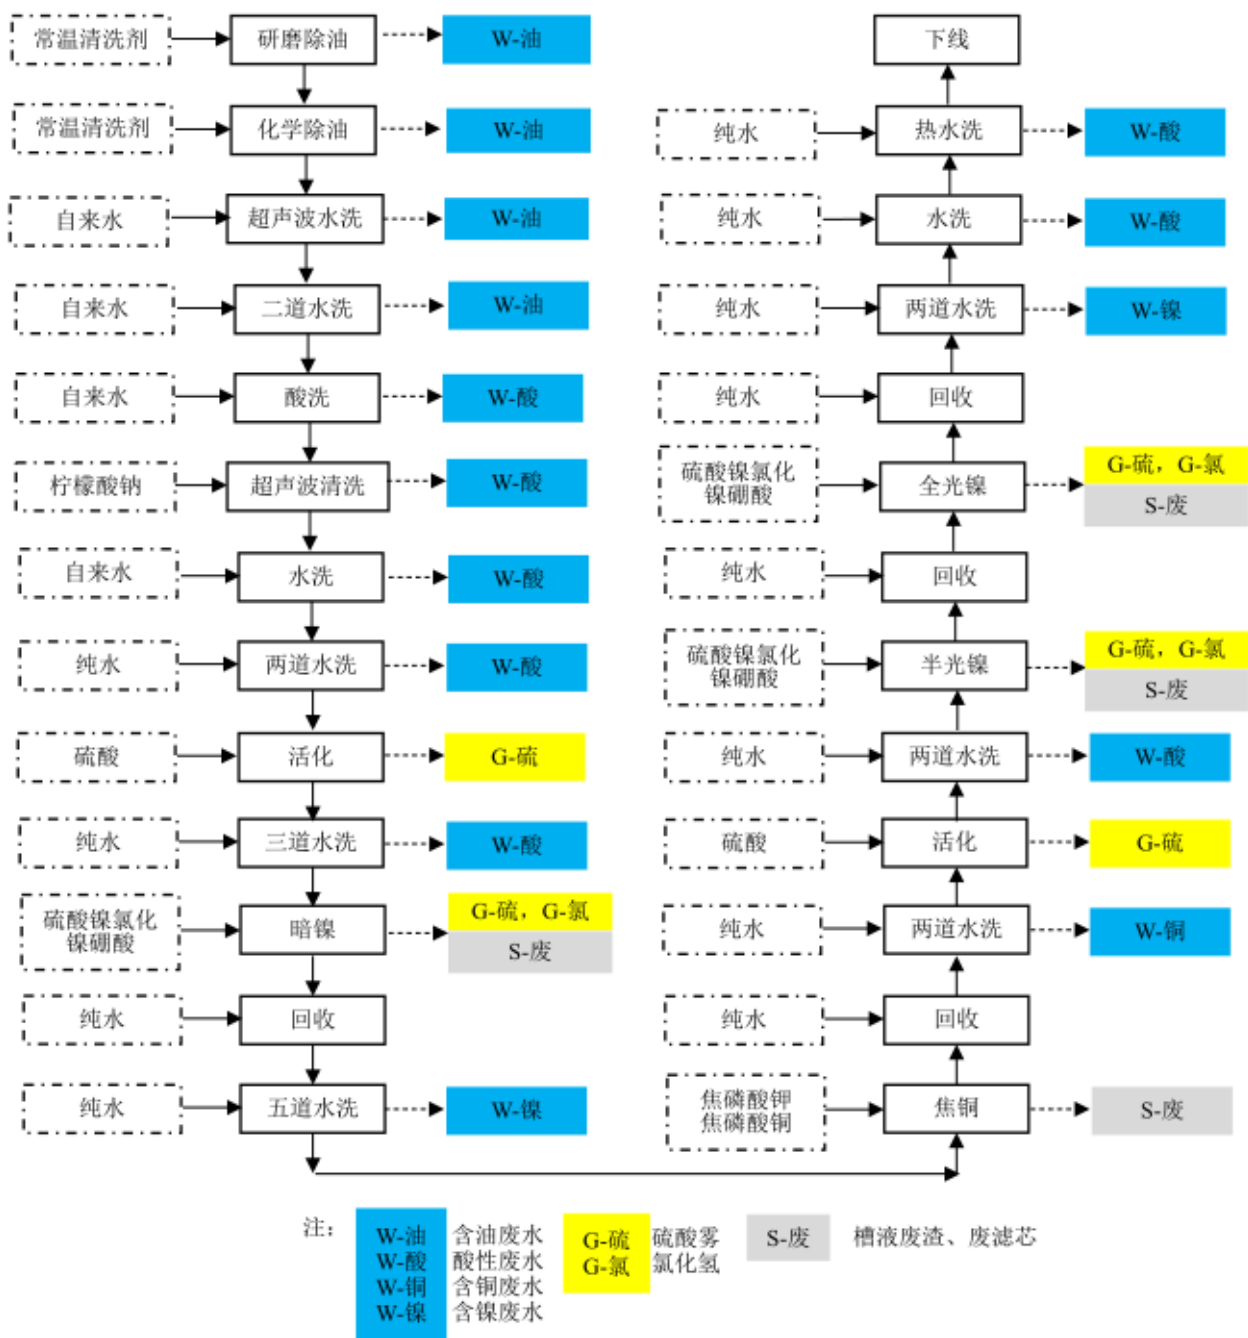 常温清洗剂
研磨除油
W-油
常温清洗剂
化学除油
W-油
自来水
超声波水洗
W-油
自来水
二道水洗
W-油
自来水
酸洗
W-酸
柠檬酸钠
超声波清洗
W-酸
自来水
水洗
W-酸
纯水
两道水洗
W-酸
硫酸
活化
G-硫
纯水
三道水洗
W-酸
硫酸镍氯化
镍硼酸
暗镍
G-硫，G-氯
S-废
纯水
回收
纯水
五道水洗
W-镍
下线
纯水
热水洗
W-酸
纯水
水洗
W-酸
纯水
两道水洗
W-镍
纯水
回收
硫酸镍氯化
镍硼酸
全光镍
G-硫，G-氯
S-废
纯水
回收
硫酸镍氯化
镍硼酸
半光镍
G-硫，G-氯
S-废
纯水
两道水洗
W-酸
硫酸
活化
G-硫
纯水
两道水洗
W-铜
纯水
回收
焦磷酸钾
焦磷酸铜
焦铜
S-废
注：
W-油 含油废水
W-酸 酸性废水
W-铜 含铜废水
W-镍 含镍废水
G-硫 硫酸雾
G-氯 氯化氢
S-废 槽液废渣、废滤芯